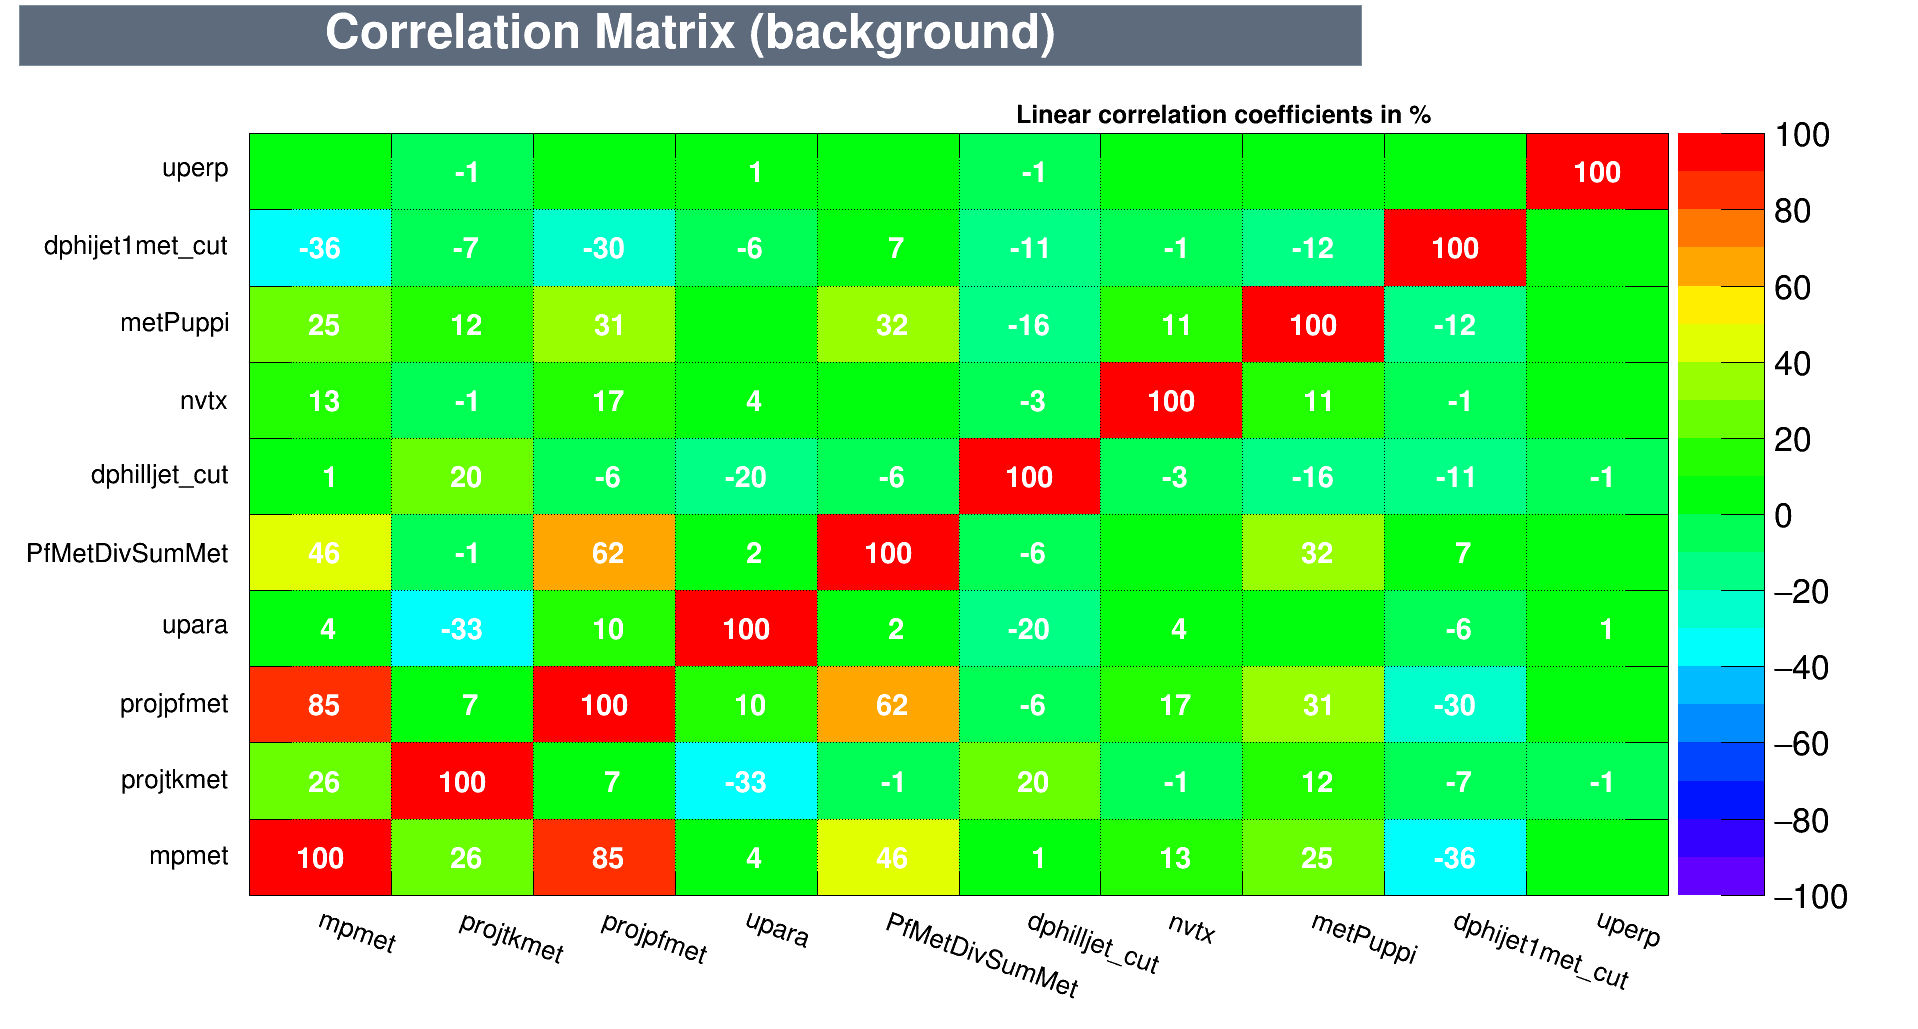 Correlation Matrix (background)
Linear correlation coefficients in %
uperp -1 1 -1 100
dphijet1met_cut -36 -7 -30 -6 7 -11 -1 -12 100
metPuppi 25 12 31 32 -16 11 100 -12
nvtx 13 -1 17 4 -3 100 11 -1
dphilljet_cut 1 20 -6 -20 -6 100 -3 -16 -11 -1
PfMetDivSumMet 46 -1 62 2 100 -6 32 7
upara 4 -33 10 100 2 -20 4 -6 1
projpfmet 85 7 100 10 62 -6 17 31 -30
projtkmet 26 100 7 -33 -1 20 -1 12 -7 -1
mpmet 100 26 85 4 46 1 13 25 -36
mpmet projtkmet projpfmet upara PfMetDivSumMet dphilljet_cut nvtx metPuppi dphijet1met_cut uperp
100
80
60
40
20
0
−20
−40
−60
−80
−100